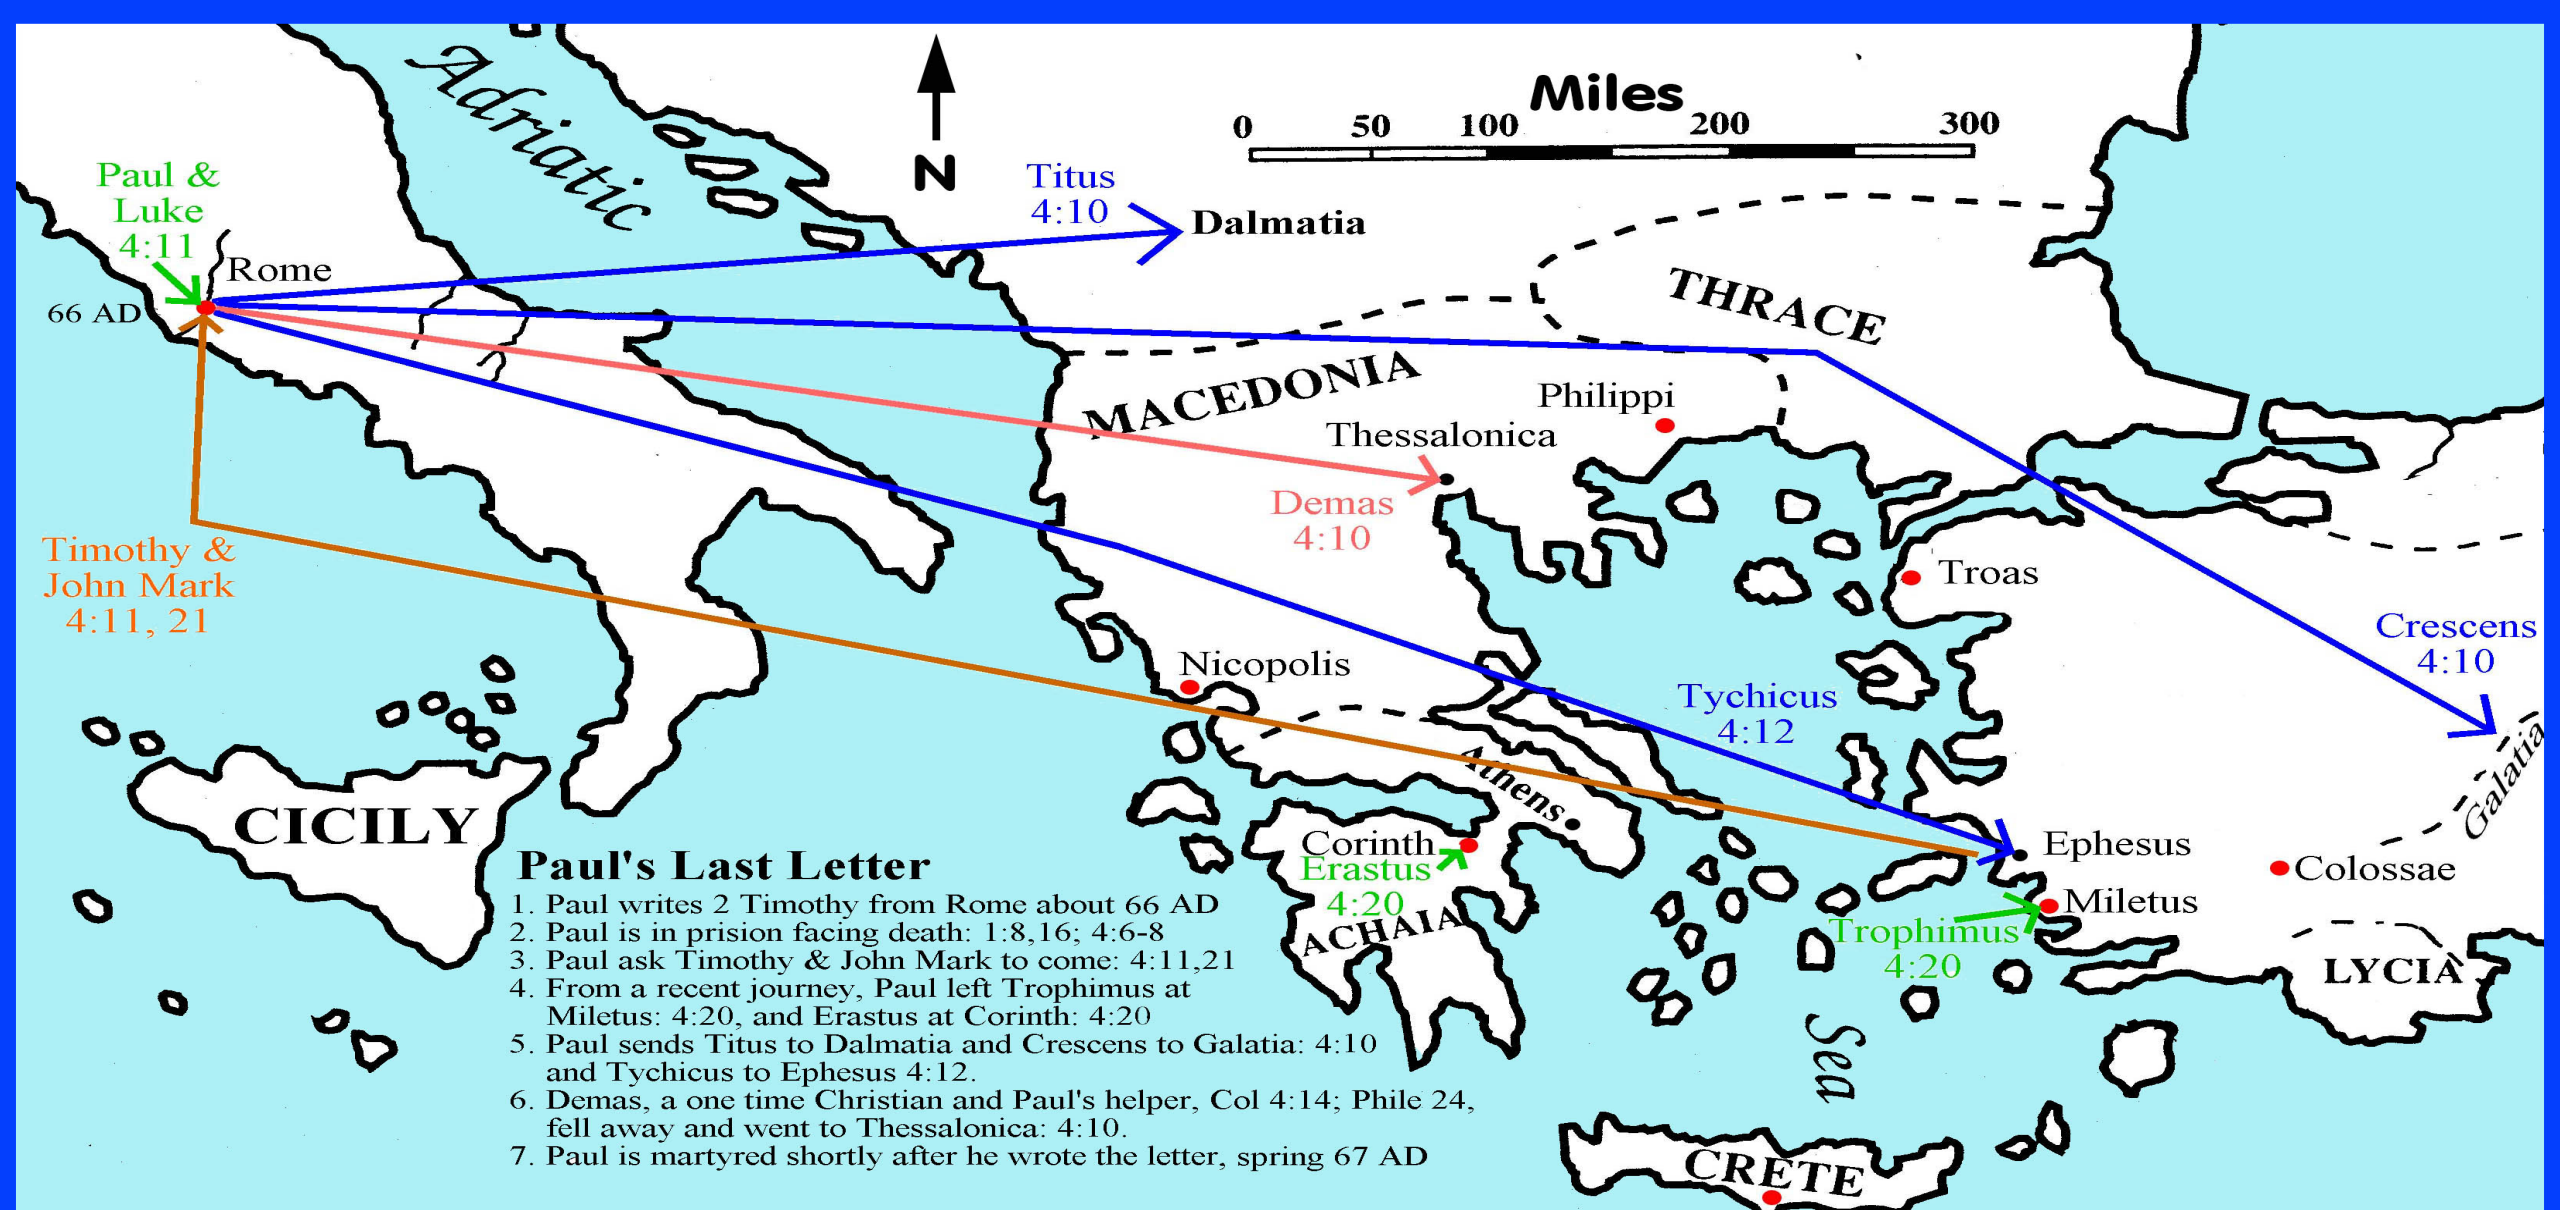 Adriatic
Miles
0 50 100 200 300
N
Paul &
Luke
4:11
Rome
66 AD
Titus
4:10
Dalmatia
THRACE
MACEDONIA
Philippi
Thessalonica
Demas
4:10
Timothy &
John Mark
4:11, 21
Troas
Crescens
4:10
Nicopolis
Tychicus
4:12
Galatia
Athens
CICILY
Corinth
Erastus
4:20
ACHAIA
Ephesus
Colossae
Miletus
Trophimus
4:20
LYCIA
Sea
CRETE
Paul's Last Letter
1. Paul writes 2 Timothy from Rome about 66 AD
2. Paul is in prision facing death: 1:8,16; 4:6-8
3. Paul ask Timothy & John Mark to come: 4:11,21
4. From a recent journey, Paul left Trophimus at
Miletus: 4:20, and Erastus at Corinth: 4:20
5. Paul sends Titus to Dalmatia and Crescens to Galatia: 4:10
and Tychicus to Ephesus 4:12.
6. Demas, a one time Christian and Paul's helper, Col 4:14; Phile 24,
fell away and went to Thessalonica: 4:10.
7. Paul is martyred shortly after he wrote the letter, spring 67 AD